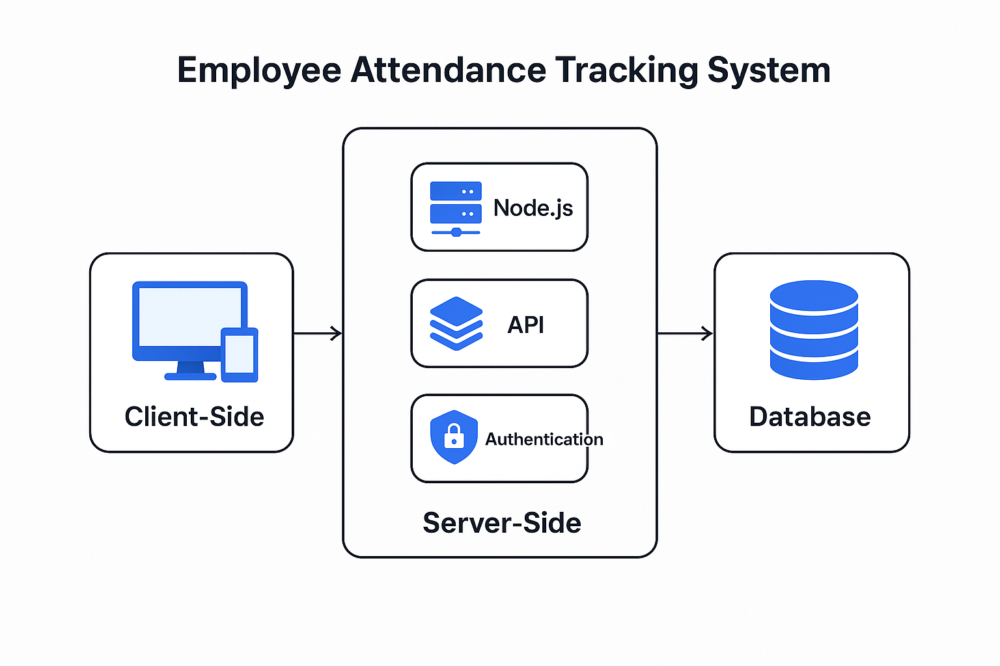 Employee Attendance Tracking System
Node.js
API
Authentication
Client-Side
Server-Side
Database